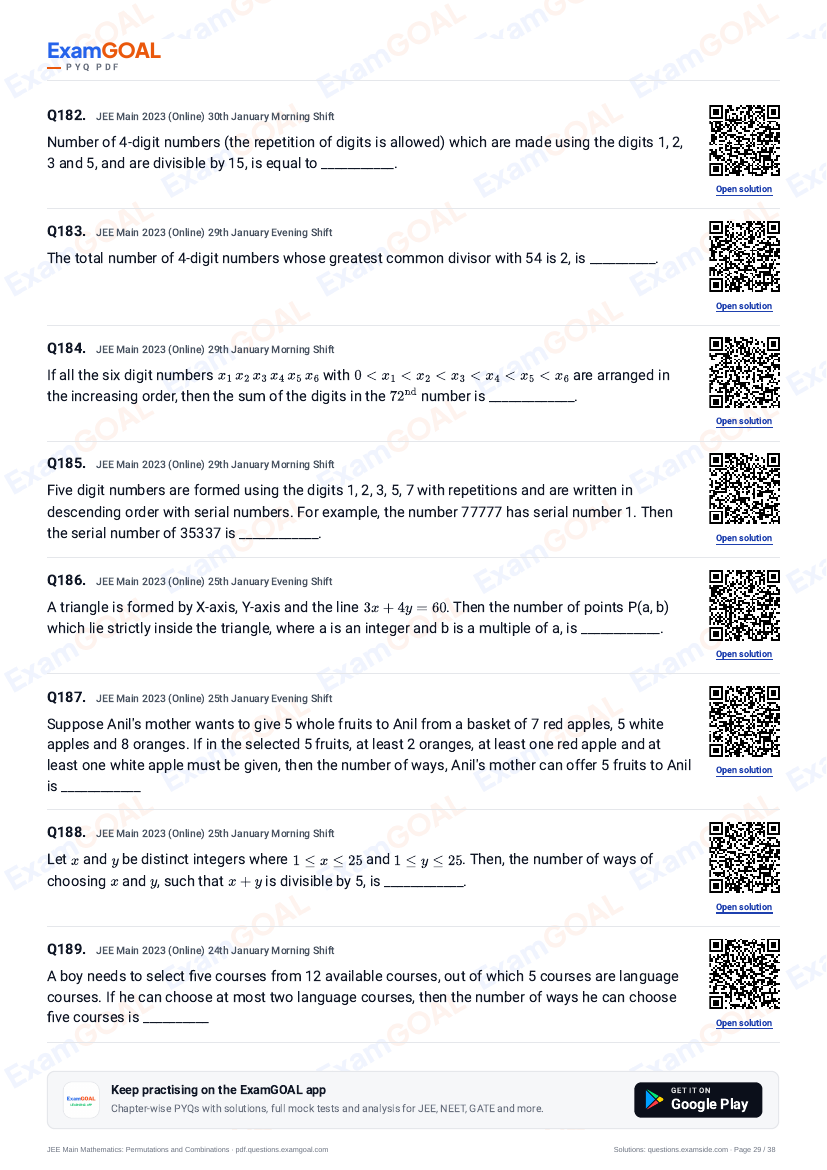 ExamGOAL
PYQ PDF
Q182. JEE Main 2023 (Online) 30th January Morning Shift
Number of 4-digit numbers (the repetition of digits is allowed) which are made using the digits 1, 2,
3 and 5, and are divisible by 15, is equal to ___________.
Open solution
Q183. JEE Main 2023 (Online) 29th January Evening Shift
The total number of 4-digit numbers whose greatest common divisor with 54 is 2, is __________.
Open solution
Q184. JEE Main 2023 (Online) 29th January Morning Shift
If all the six digit numbers x₁ x₂ x₃ x₄ x₅ x₆ with 0 < x₁ < x₂ < x₃ < x₄ < x₅ < x₆ are arranged in
the increasing order, then the sum of the digits in the 72ⁿᵈ number is _____________.
Open solution
Q185. JEE Main 2023 (Online) 29th January Morning Shift
Five digit numbers are formed using the digits 1, 2, 3, 5, 7 with repetitions and are written in
descending order with serial numbers. For example, the number 77777 has serial number 1. Then
the serial number of 35337 is ____________.
Open solution
Q186. JEE Main 2023 (Online) 25th January Evening Shift
A triangle is formed by X-axis, Y-axis and the line 3x + 4y = 60. Then the number of points P(a, b)
which lie strictly inside the triangle, where a is an integer and b is a multiple of a, is ____________.
Open solution
Q187. JEE Main 2023 (Online) 25th January Evening Shift
Suppose Anil's mother wants to give 5 whole fruits to Anil from a basket of 7 red apples, 5 white
apples and 8 oranges. If in the selected 5 fruits, at least 2 oranges, at least one red apple and at
least one white apple must be given, then the number of ways, Anil's mother can offer 5 fruits to Anil
is ____________
Open solution
Q188. JEE Main 2023 (Online) 25th January Morning Shift
Let x and y be distinct integers where 1 ≤ x ≤ 25 and 1 ≤ y ≤ 25. Then, the number of ways of
choosing x and y, such that x + y is divisible by 5, is ____________.
Open solution
Q189. JEE Main 2023 (Online) 24th January Morning Shift
A boy needs to select five courses from 12 available courses, out of which 5 courses are language
courses. If he can choose at most two language courses, then the number of ways he can choose
five courses is __________
Open solution
ExamGOAL
Keep practising on the ExamGOAL app
Chapter-wise PYQs with solutions, full mock tests and analysis for JEE, NEET, GATE and more.
GET IT ON
Google Play
JEE Main Mathematics: Permutations and Combinations · pdf.questions.examgoal.com
Solutions: questions.examside.com · Page 29 / 38